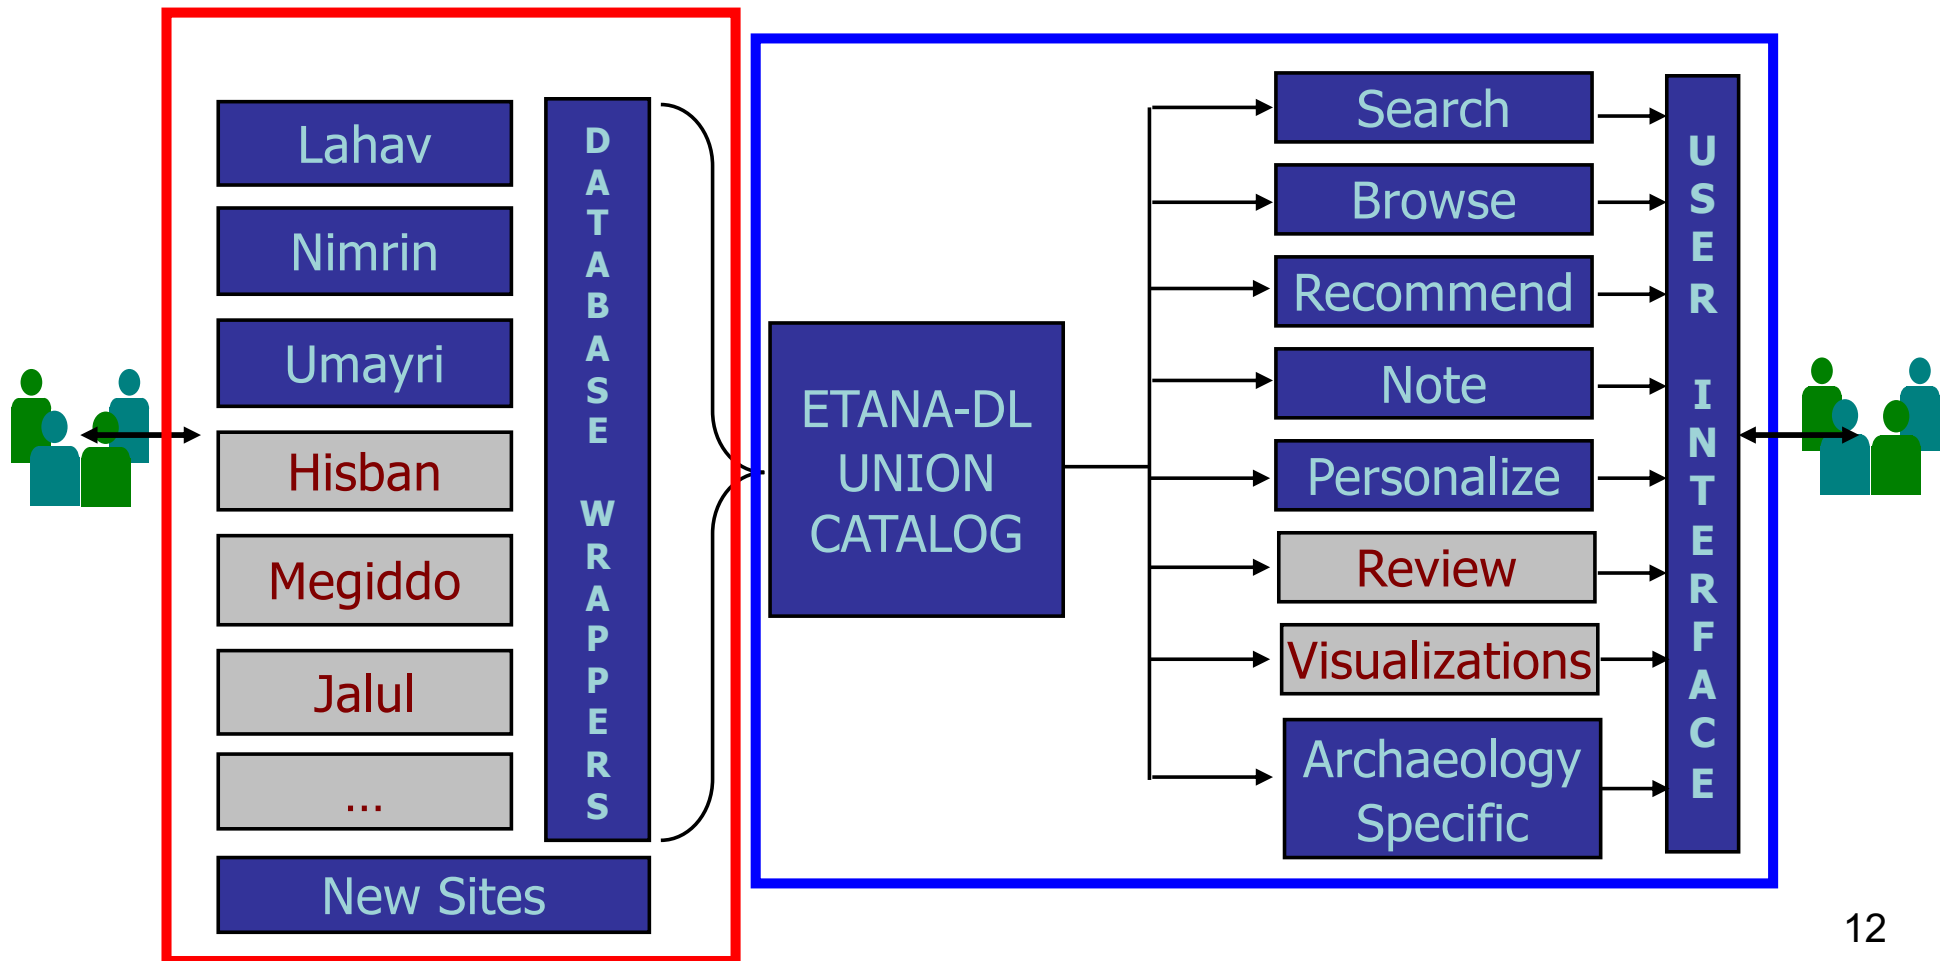 Lahav
Nimrin
Umayri
Hisban
Megiddo
Jalul
...
New Sites
DATABASE WRAPPERS
ETANA-DL
UNION
CATALOG
Search
Browse
Recommend
Note
Personalize
Review
Visualizations
Archaeology
Specific
USER INTERFACE
12